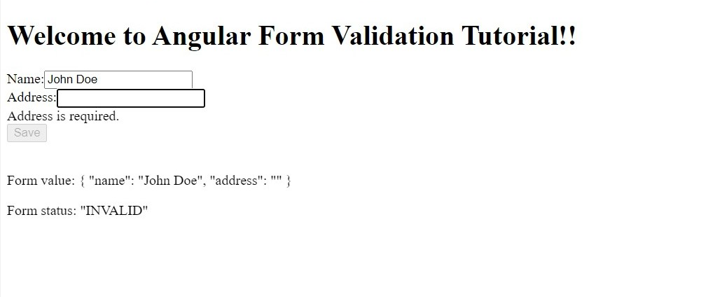 Welcome to Angular Form Validation Tutorial!!
Name: John Doe
Address:
Address is required.
Save
Form value: { "name": "John Doe", "address": "" }
Form status: "INVALID"